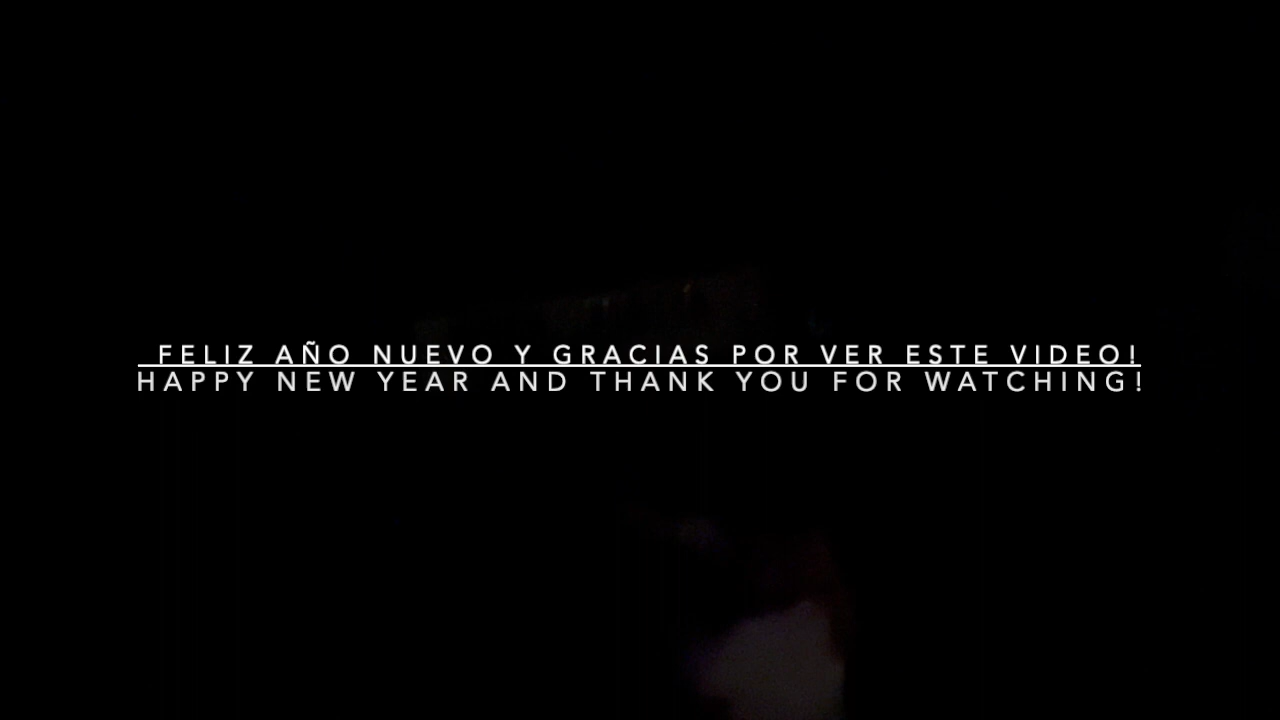 FELIZ AÑO NUEVO Y GRACIAS POR VER ESTE VIDEO!
HAPPY NEW YEAR AND THANK YOU FOR WATCHING!